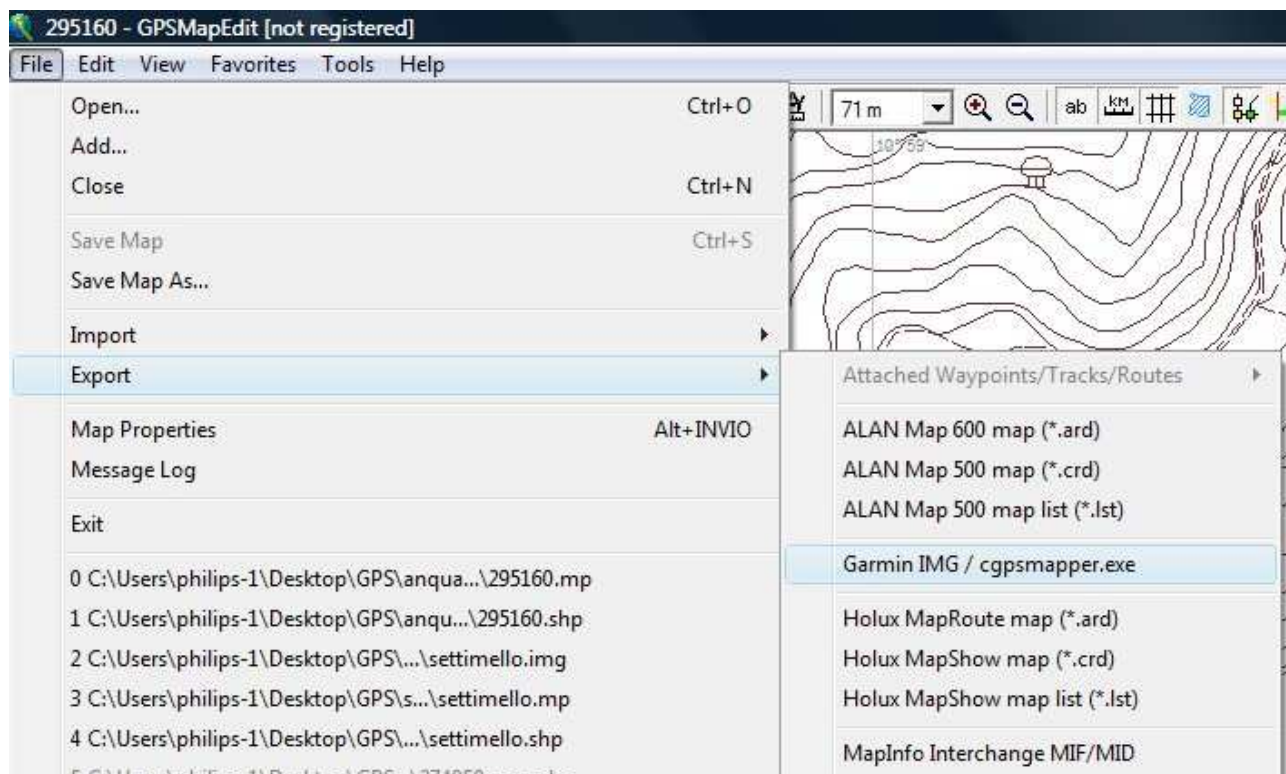 295160 - GPSMapEdit [not registered]
File Edit View Favorites Tools Help
Open... Ctrl+O
Add...
Close Ctrl+N
Save Map Ctrl+S
Save Map As...
Import
Export
Map Properties Alt+INVIO
Message Log
Exit
0 C:\Users\philips-1\Desktop\GPS\anqua...\295160.mp
1 C:\Users\philips-1\Desktop\GPS\anqu...\295160.shp
2 C:\Users\philips-1\Desktop\GPS\...\settimello.img
3 C:\Users\philips-1\Desktop\GPS\s...\settimello.mp
4 C:\Users\philips-1\Desktop\GPS\...\settimello.shp
71 m
ab
KM
Attached Waypoints/Tracks/Routes
ALAN Map 600 map (*.ard)
ALAN Map 500 map (*.crd)
ALAN Map 500 map list (*.lst)
Garmin IMG / cgpsmapper.exe
Holux MapRoute map (*.ard)
Holux MapShow map (*.crd)
Holux MapShow map list (*.lst)
MapInfo Interchange MIF/MID